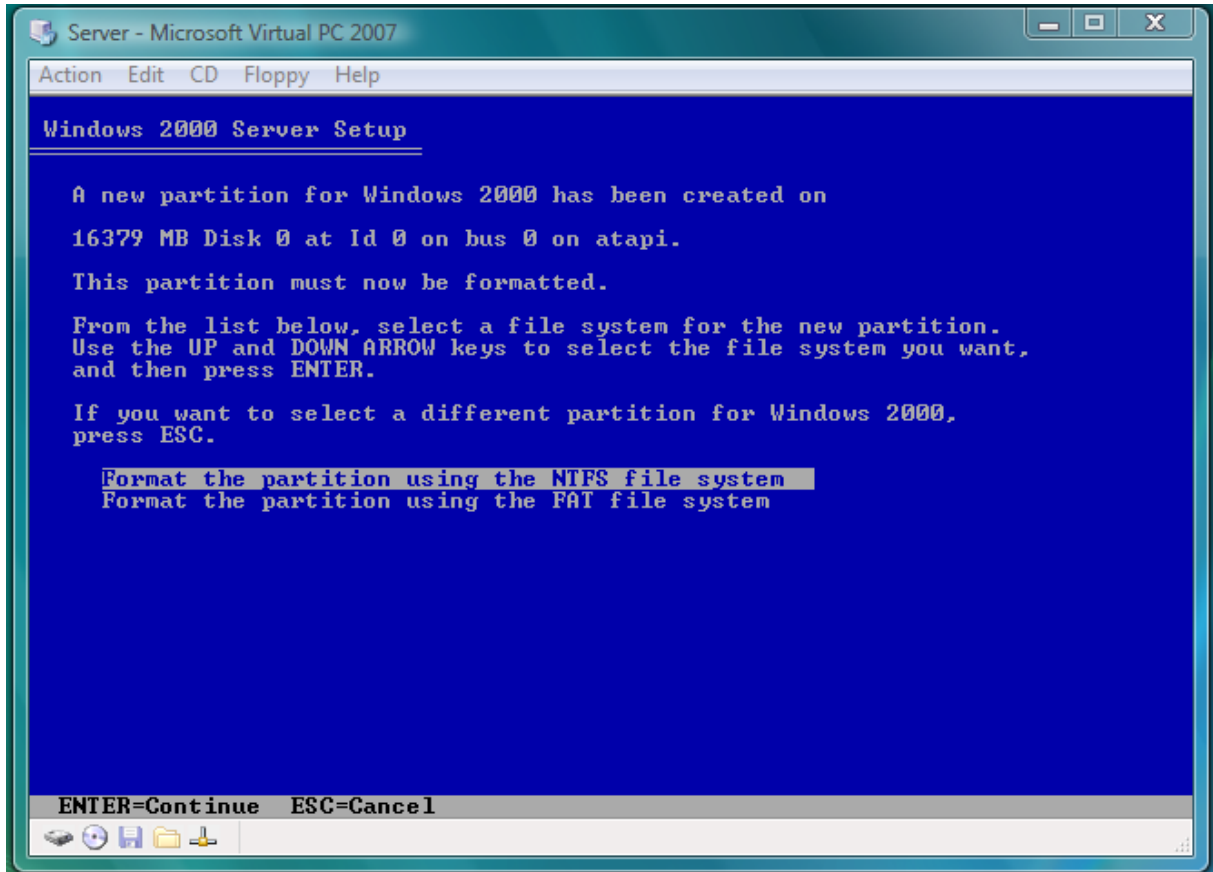 Server - Microsoft Virtual PC 2007
Action Edit CD Floppy Help
Windows 2000 Server Setup
A new partition for Windows 2000 has been created on
16379 MB Disk 0 at Id 0 on bus 0 on atapi.
This partition must now be formatted.
From the list below, select a file system for the new partition.
Use the UP and DOWN ARROW keys to select the file system you want,
and then press ENTER.
If you want to select a different partition for Windows 2000,
press ESC.
Format the partition using the NTFS file system
Format the partition using the FAT file system
ENTER=Continue ESC=Cancel